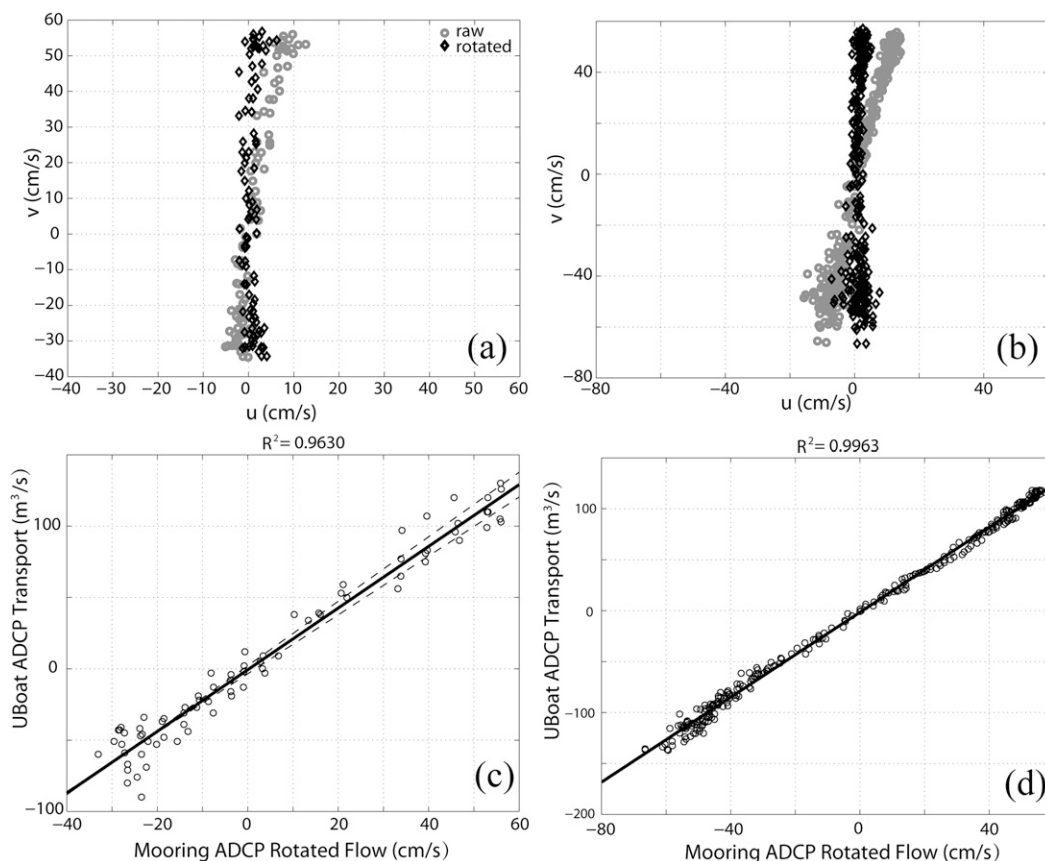 60
50
40
30
20
10
0
−10
−20
−30
−40
v (cm/s)
raw
rotated
(a)
−40 −30 −20 −10 0 10 20 30 40 50 60
u (cm/s)
40
0
−40
−80
v (cm/s)
(b)
−80 −40 0 40
u (cm/s)
R²= 0.9630
100
0
−100
UBoat ADCP Transport (m³/s)
(c)
−40 −20 0 20 40 60
Mooring ADCP Rotated Flow (cm/s)
R²= 0.9963
100
0
−100
−200
UBoat ADCP Transport (m³/s)
(d)
−80 −40 0 40
Mooring ADCP Rotated Flow (cm/s)